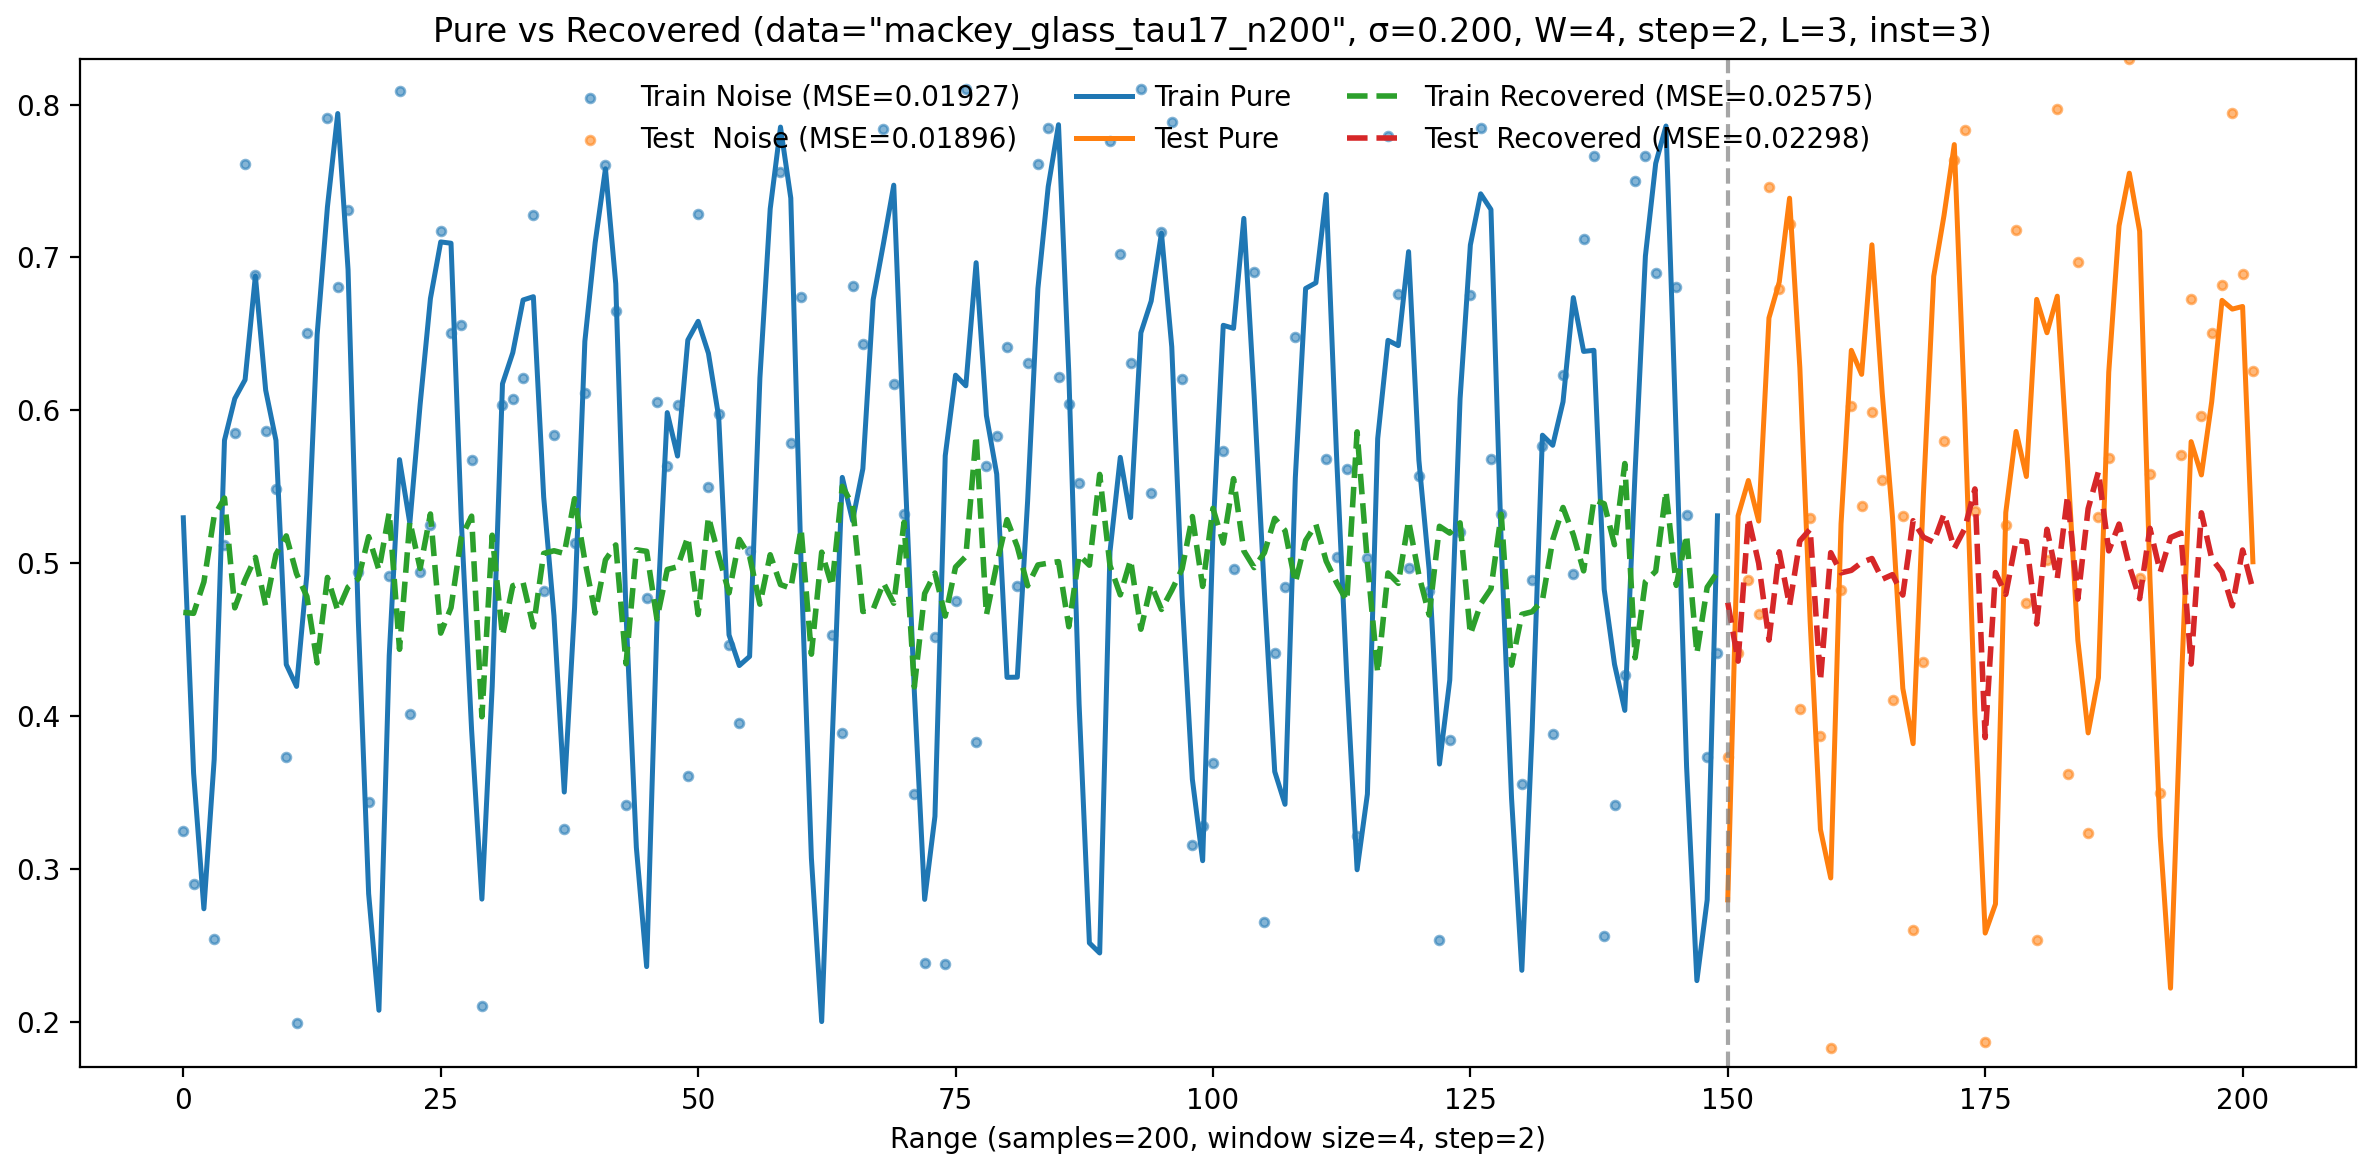 Pure vs Recovered (data="mackey_glass_tau17_n200", σ=0.200, W=4, step=2, L=3, inst=3)
Train Noise (MSE=0.01927)
Test  Noise (MSE=0.01896)
Train Pure
Test Pure
Train Recovered (MSE=0.02575)
Test  Recovered (MSE=0.02298)
0.8
0.7
0.6
0.5
0.4
0.3
0.2
0 25 50 75 100 125 150 175 200
Range (samples=200, window size=4, step=2)